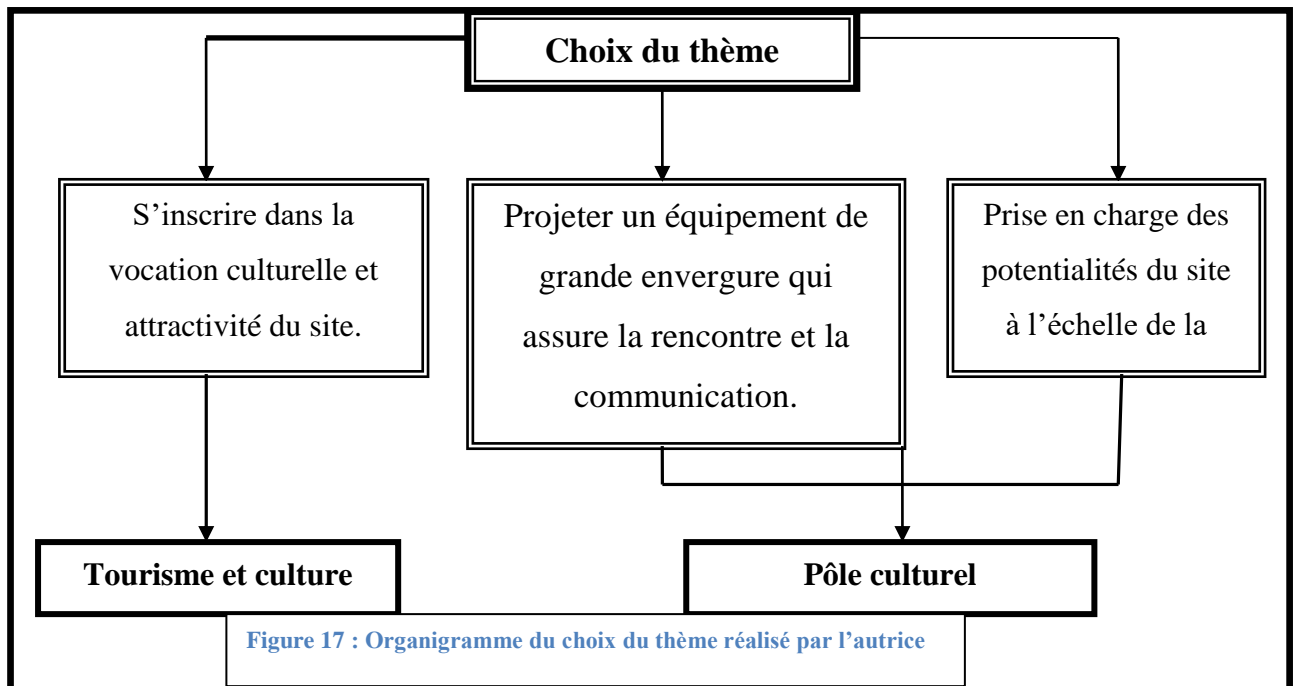 Choix du thème
S’inscrire dans la
vocation culturelle et
attractivité du site.
Projeter un équipement de
grande envergure qui
assure la rencontre et la
communication.
Prise en charge des
potentialités du site
à l’échelle de la
Tourisme et culture
Pôle culturel
Figure 17 : Organigramme du choix du thème réalisé par l’autrice